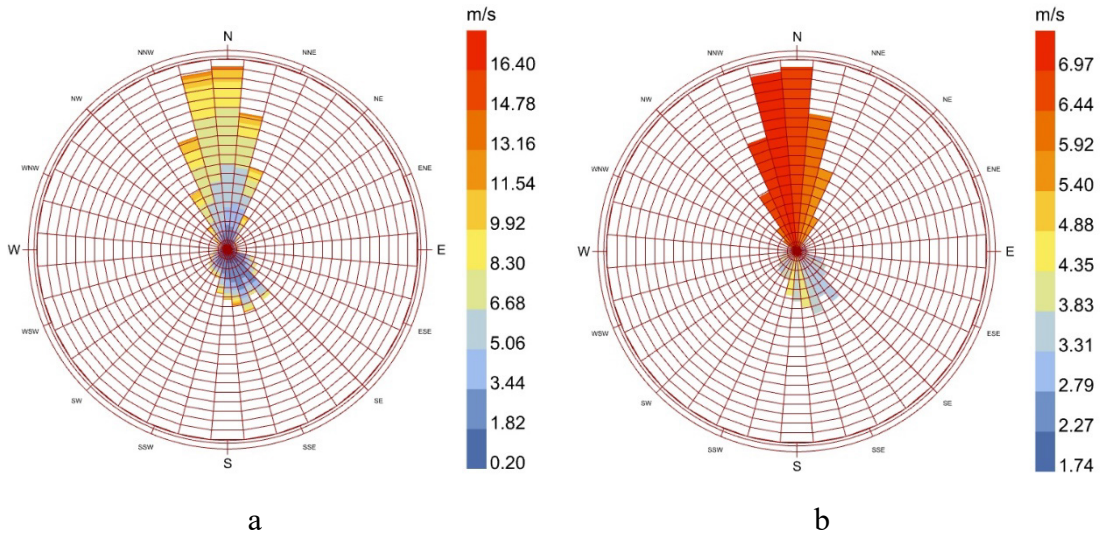 m/s
N
NNW
NNE
NW
NE
WNW
ENE
W
E
WSW
ESE
SW
SE
SSW
SSE
S
16.40
14.78
13.16
11.54
9.92
8.30
6.68
5.06
3.44
1.82
0.20
a
m/s
N
NNW
NNE
NW
NE
WNW
ENE
W
E
WSW
ESE
SW
SE
SSW
SSE
S
6.97
6.44
5.92
5.40
4.88
4.35
3.83
3.31
2.79
2.27
1.74
b